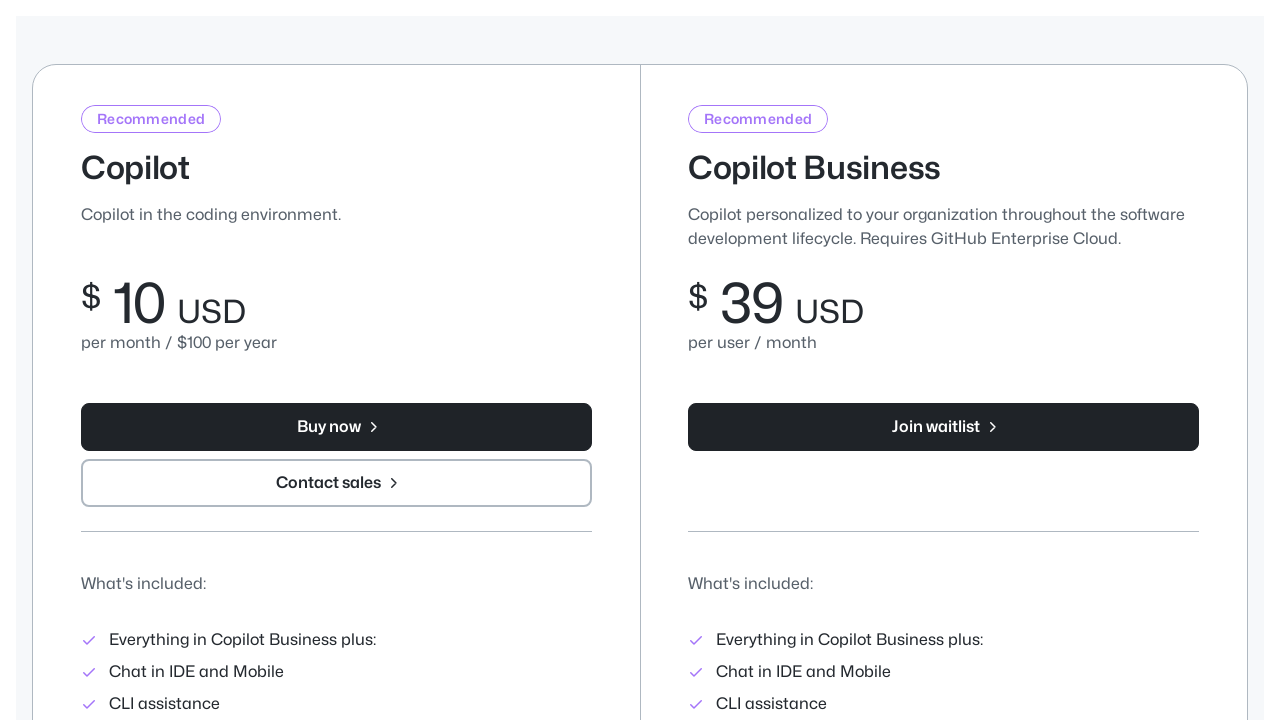 Recommended
Copilot
Copilot in the coding environment.
$ 10 USD
per month / $100 per year
Buy now
Contact sales
What's included:
Everything in Copilot Business plus:
Chat in IDE and Mobile
CLI assistance
Recommended
Copilot Business
Copilot personalized to your organization throughout the software
development lifecycle. Requires GitHub Enterprise Cloud.
$ 39 USD
per user / month
Join waitlist
What's included:
Everything in Copilot Business plus:
Chat in IDE and Mobile
CLI assistance